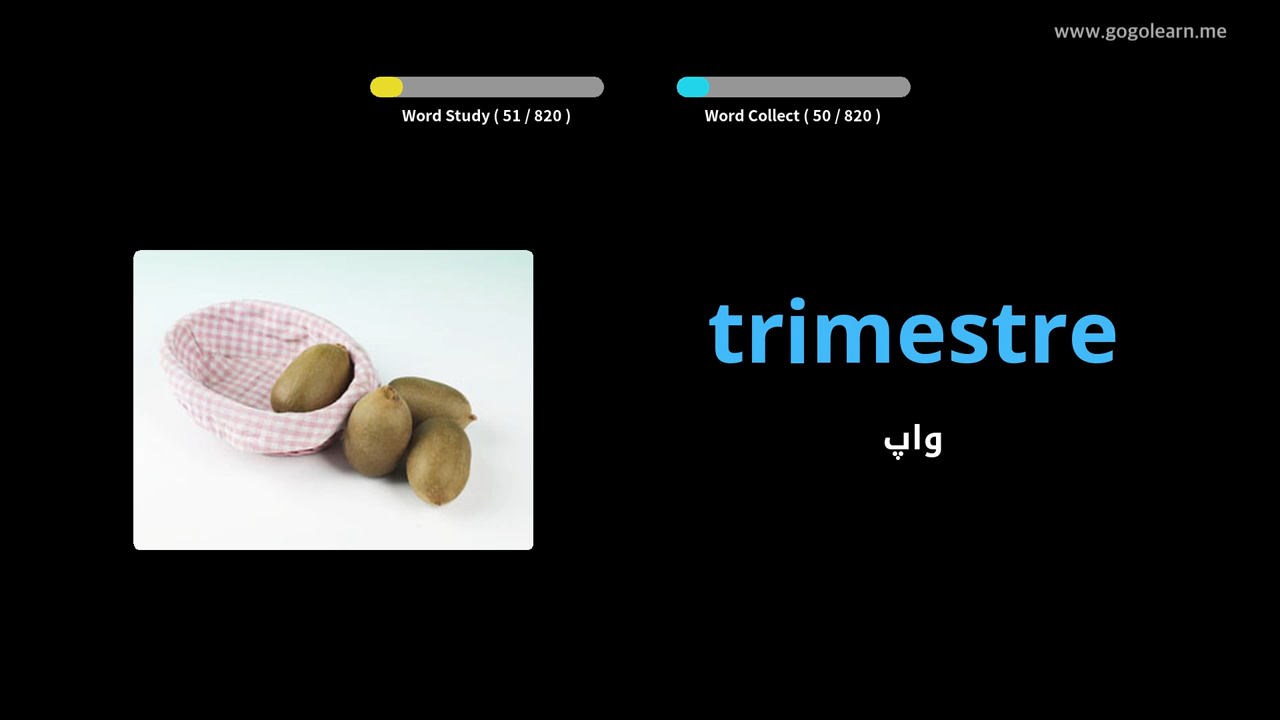 www.gogolearn.me
Word Study ( 51 / 820 )
Word Collect ( 50 / 820 )
trimestre
واپ